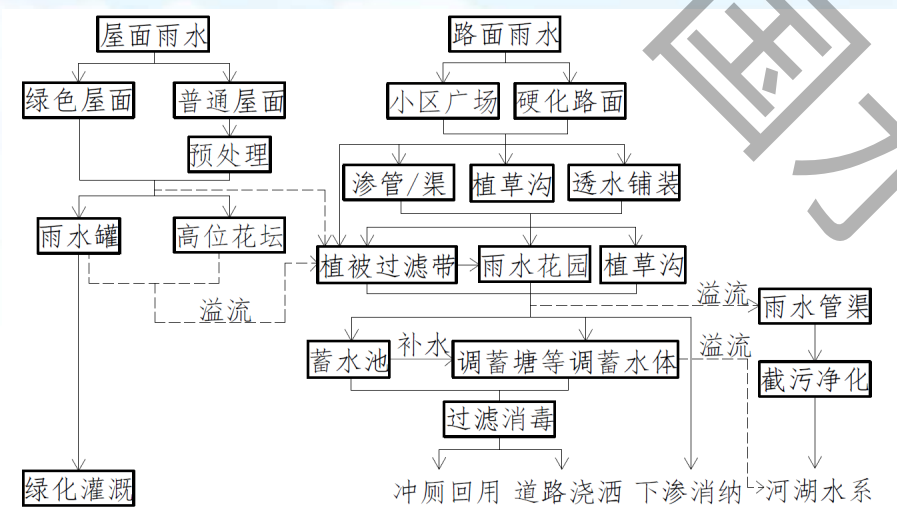 屋面雨水
路面雨水
绿色屋面
普通屋面
小区广场
硬化路面
预处理
渗管/渠
植草沟
透水铺装
雨水罐
高位花坛
植被过滤带
雨水花园
植草沟
溢流
溢流
雨水管渠
蓄水池
补水
调蓄塘等调蓄水体
溢流
截污净化
过滤消毒
绿化灌溉
冲厕回用
道路浇洒
下渗消纳
河湖水系